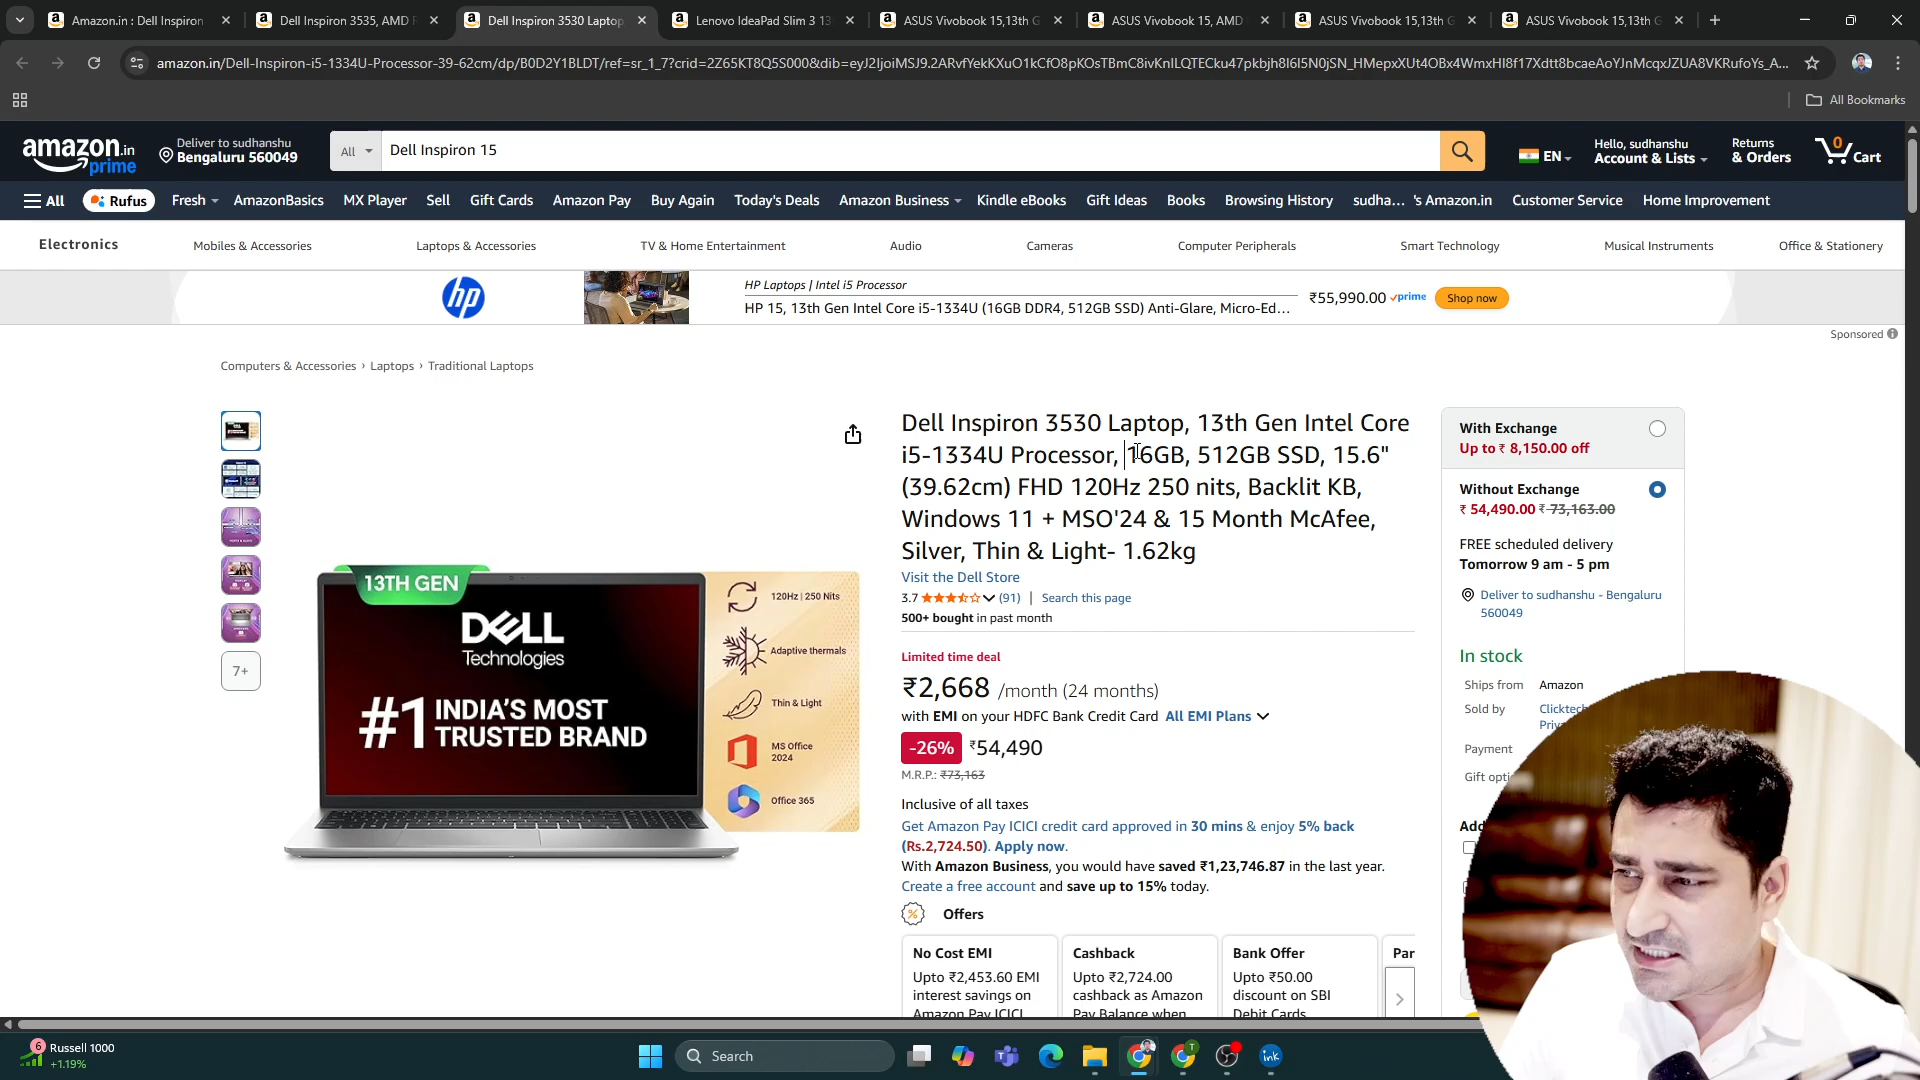 Amazon.in : Dell Inspiron
Dell Inspiron 3535, AMD R
Dell Inspiron 3530 Laptop,
Lenovo IdeaPad Slim 3 13
ASUS Vivobook 15,13th G
ASUS Vivobook 15, AMD
ASUS Vivobook 15,13th G
ASUS Vivobook 15,13th G
All Bookmarks
amazon.in
prime
Deliver to sudhanshu
Bengaluru 560049
All
Dell Inspiron 15
EN
Hello, sudhanshu
Account & Lists
Returns
& Orders
0
Cart
All
Rufus
Fresh
AmazonBasics
MX Player
Sell
Gift Cards
Amazon Pay
Buy Again
Today's Deals
Amazon Business
Kindle eBooks
Gift Ideas
Books
Browsing History
sudha... 's Amazon.in
Customer Service
Home Improvement
Electronics
Mobiles & Accessories
Laptops & Accessories
TV & Home Entertainment
Audio
Cameras
Computer Peripherals
Smart Technology
Musical Instruments
Office & Stationery
hp
HP Laptops | Intel i5 Processor
HP 15, 13th Gen Intel Core i5-1334U (16GB DDR4, 512GB SSD) Anti-Glare, Micro-Ed...
₹55,990.00 prime
Shop now
Sponsored
Computers & Accessories › Laptops › Traditional Laptops
7+
13TH GEN
DELL
Technologies
#1 INDIA'S MOST
TRUSTED BRAND
120Hz | 250 Nits
Adaptive thermals
Thin & Light
MS Office
2024
Office 365
Dell Inspiron 3530 Laptop, 13th Gen Intel Core
i5-1334U Processor, 16GB, 512GB SSD, 15.6"
(39.62cm) FHD 120Hz 250 nits, Backlit KB,
Windows 11 + MSO'24 & 15 Month McAfee,
Silver, Thin & Light- 1.62kg
Visit the Dell Store
3.7 (91) | Search this page
500+ bought in past month
Limited time deal
₹2,668 /month (24 months)
with EMI on your HDFC Bank Credit Card All EMI Plans
-26% ₹54,490
M.R.P.: ₹73,163
Inclusive of all taxes
Get Amazon Pay ICICI credit card approved in 30 mins & enjoy 5% back
(Rs.2,724.50). Apply now.
With Amazon Business, you would have saved ₹1,23,746.87 in the last year.
Create a free account and save up to 15% today.
Offers
No Cost EMI
Upto ₹2,453.60 EMI
interest savings on
Amazon Pay ICICI
Cashback
Upto ₹2,724.00
cashback as Amazon
Pay Balance when
Bank Offer
Upto ₹50.00
discount on SBI
Debit Cards
Par
With Exchange
Up to ₹ 8,150.00 off
Without Exchange
₹ 54,490.00 ₹ 73,163.00
FREE scheduled delivery
Tomorrow 9 am - 5 pm
Deliver to sudhanshu - Bengaluru
560049
In stock
Ships from Amazon
Sold by Clicktech
Priva
Payment
Gift opti
Add
6
Russell 1000
+1.19%
Search
T
ink